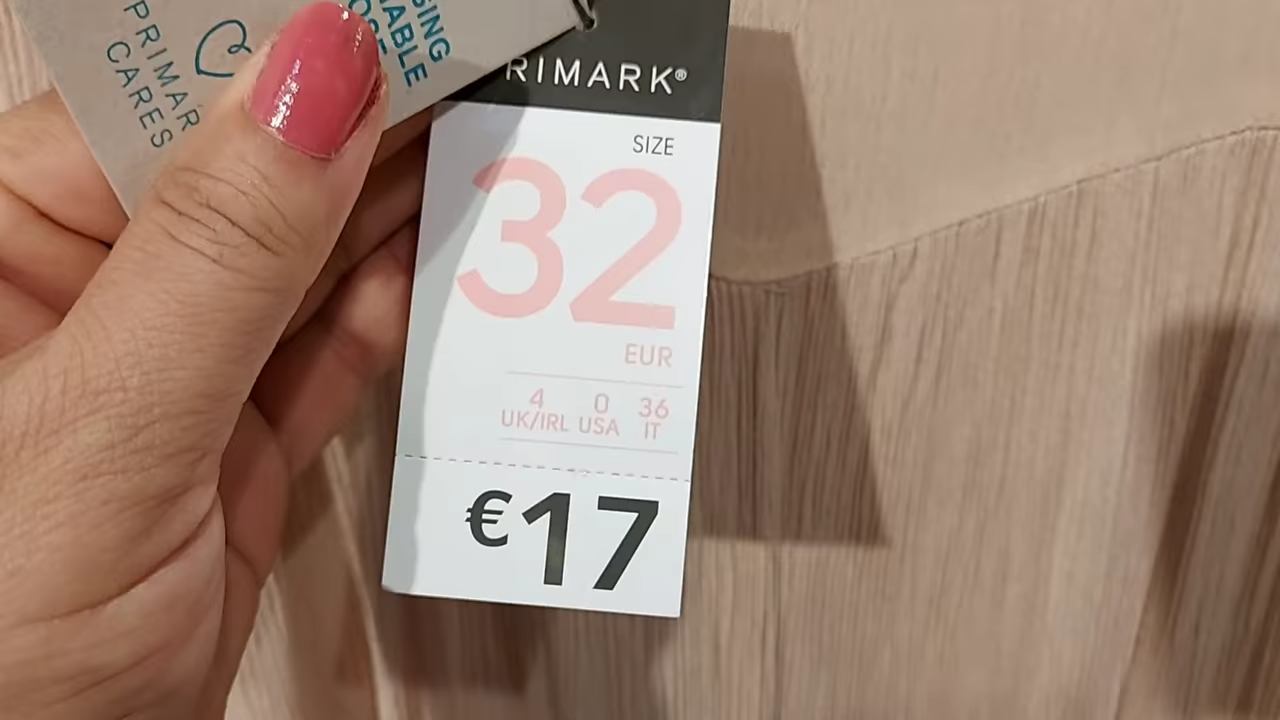 PRIMAR
CARES
RIMARK®
SIZE
32
EUR
4 0 36
UK/IRL USA IT
€17